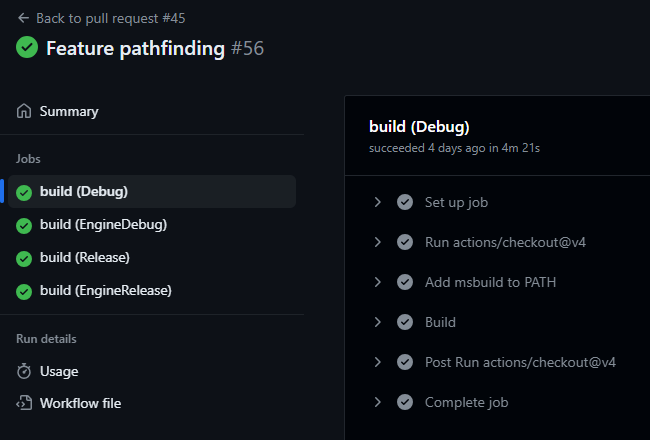 Back to pull request #45
Feature pathfinding #56
Summary
Jobs
build (Debug)
build (EngineDebug)
build (Release)
build (EngineRelease)
Run details
Usage
Workflow file
build (Debug)
succeeded 4 days ago in 4m 21s
Set up job
Run actions/checkout@v4
Add msbuild to PATH
Build
Post Run actions/checkout@v4
Complete job